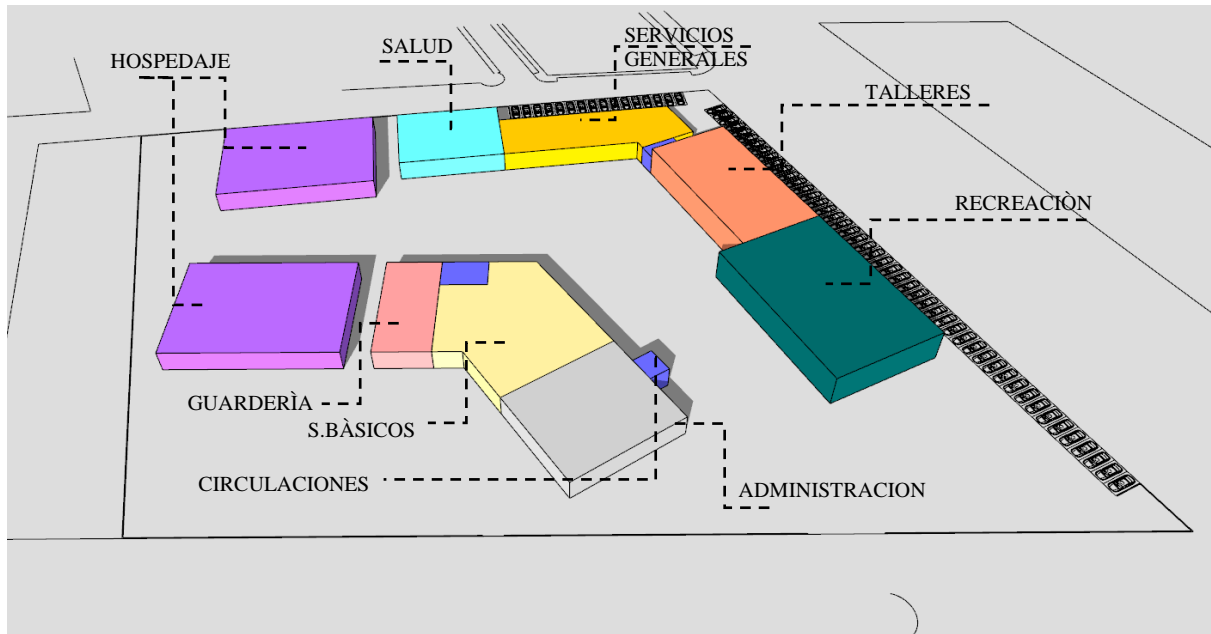 SERVICIOS
GENERALES
SALUD
HOSPEDAJE
TALLERES
RECREACIÒN
GUARDERÌA
S.BÀSICOS
CIRCULACIONES
ADMINISTRACION